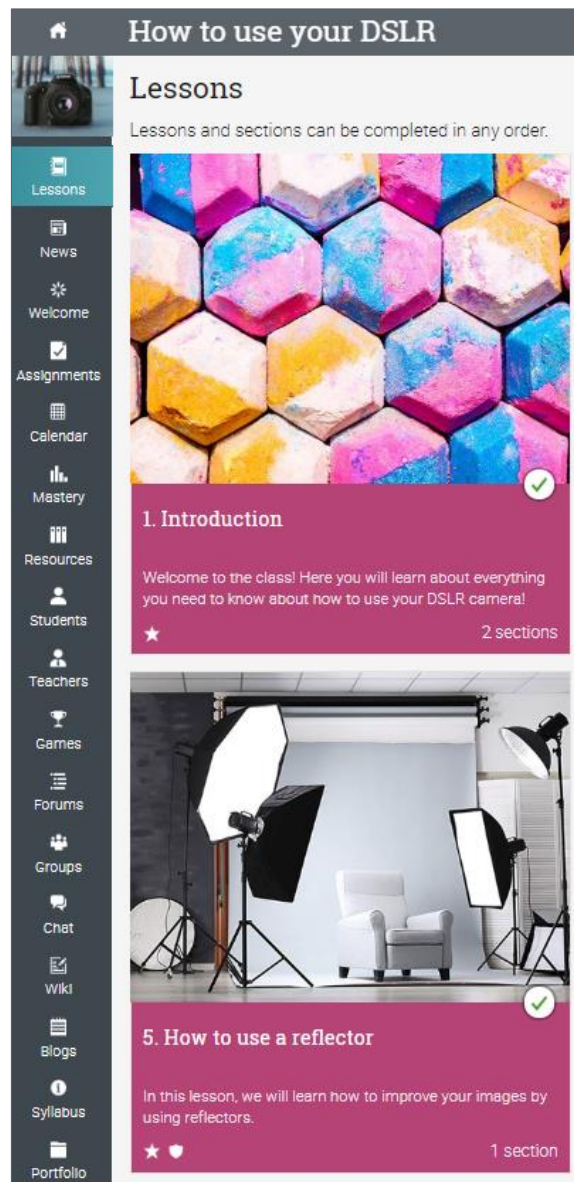 How to use your DSLR
Lessons
News
Welcome
Assignments
Calendar
Mastery
Resources
Students
Teachers
Games
Forums
Groups
Chat
Wiki
Blogs
Syllabus
Portfolio
Lessons
Lessons and sections can be completed in any order.
1. Introduction
Welcome to the class! Here you will learn about everything
you need to know about how to use your DSLR camera!
2 sections
5. How to use a reflector
In this lesson, we will learn how to improve your images by
using reflectors.
1 section